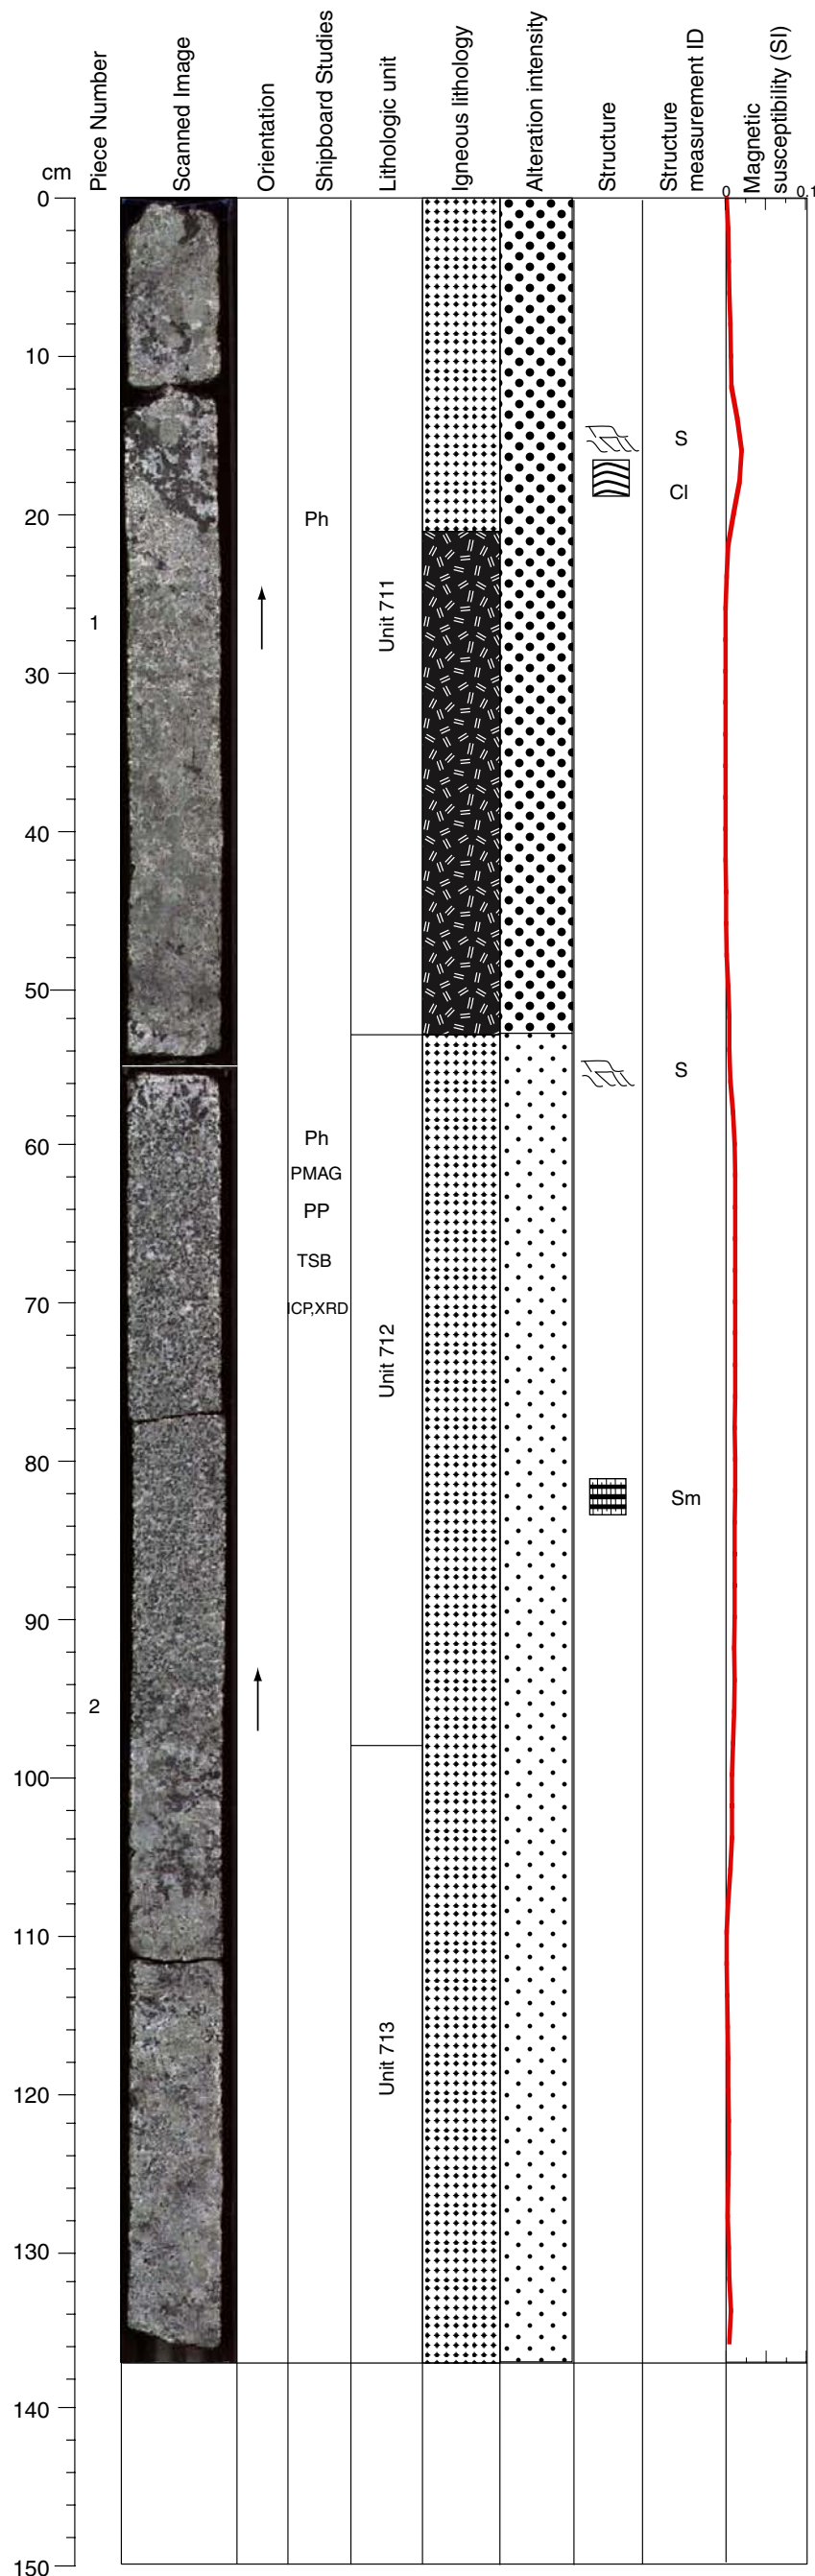 cm
Piece Number
Scanned Image
Orientation
Shipboard Studies
Lithologic unit
Igneous lithology
Alteration intensity
Structure
Structure
measurement ID
Magnetic
susceptibility (SI)
0 0.1
0
10
S
Cl
20
Ph
1
Unit 711
30
40
50
S
60
Ph
PMAG
PP
TSB
70
ICP,XRD
Unit 712
80
Sm
90
2
100
110
Unit 713
120
130
140
150